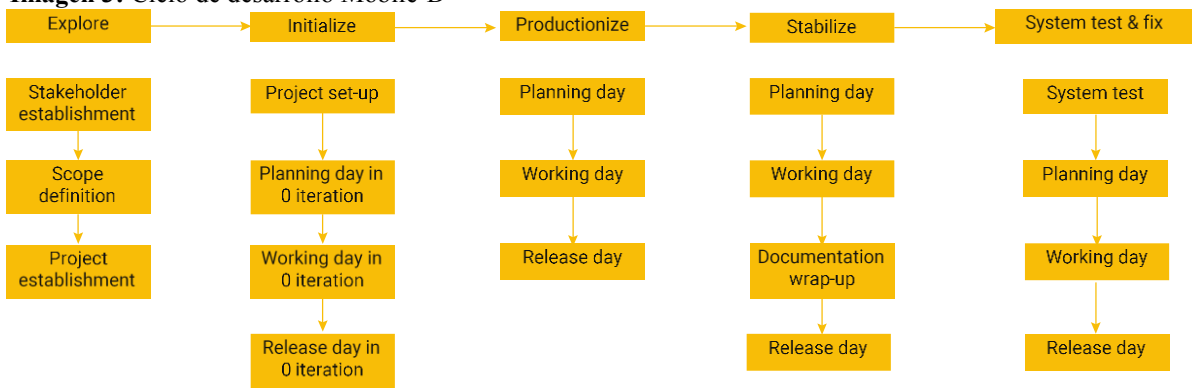 Imagen Ciclo de desarrollo Mobile-D
Explore
Initialize
Productionize
Stabilize
System test & fix
Stakeholder
establishment
Scope
definition
Project
establishment
Project set-up
Planning day in
0 iteration
Working day in
0 iteration
Release day in
0 iteration
Planning day
Working day
Release day
Planning day
Working day
Documentation
wrap-up
Release day
System test
Planning day
Working day
Release day